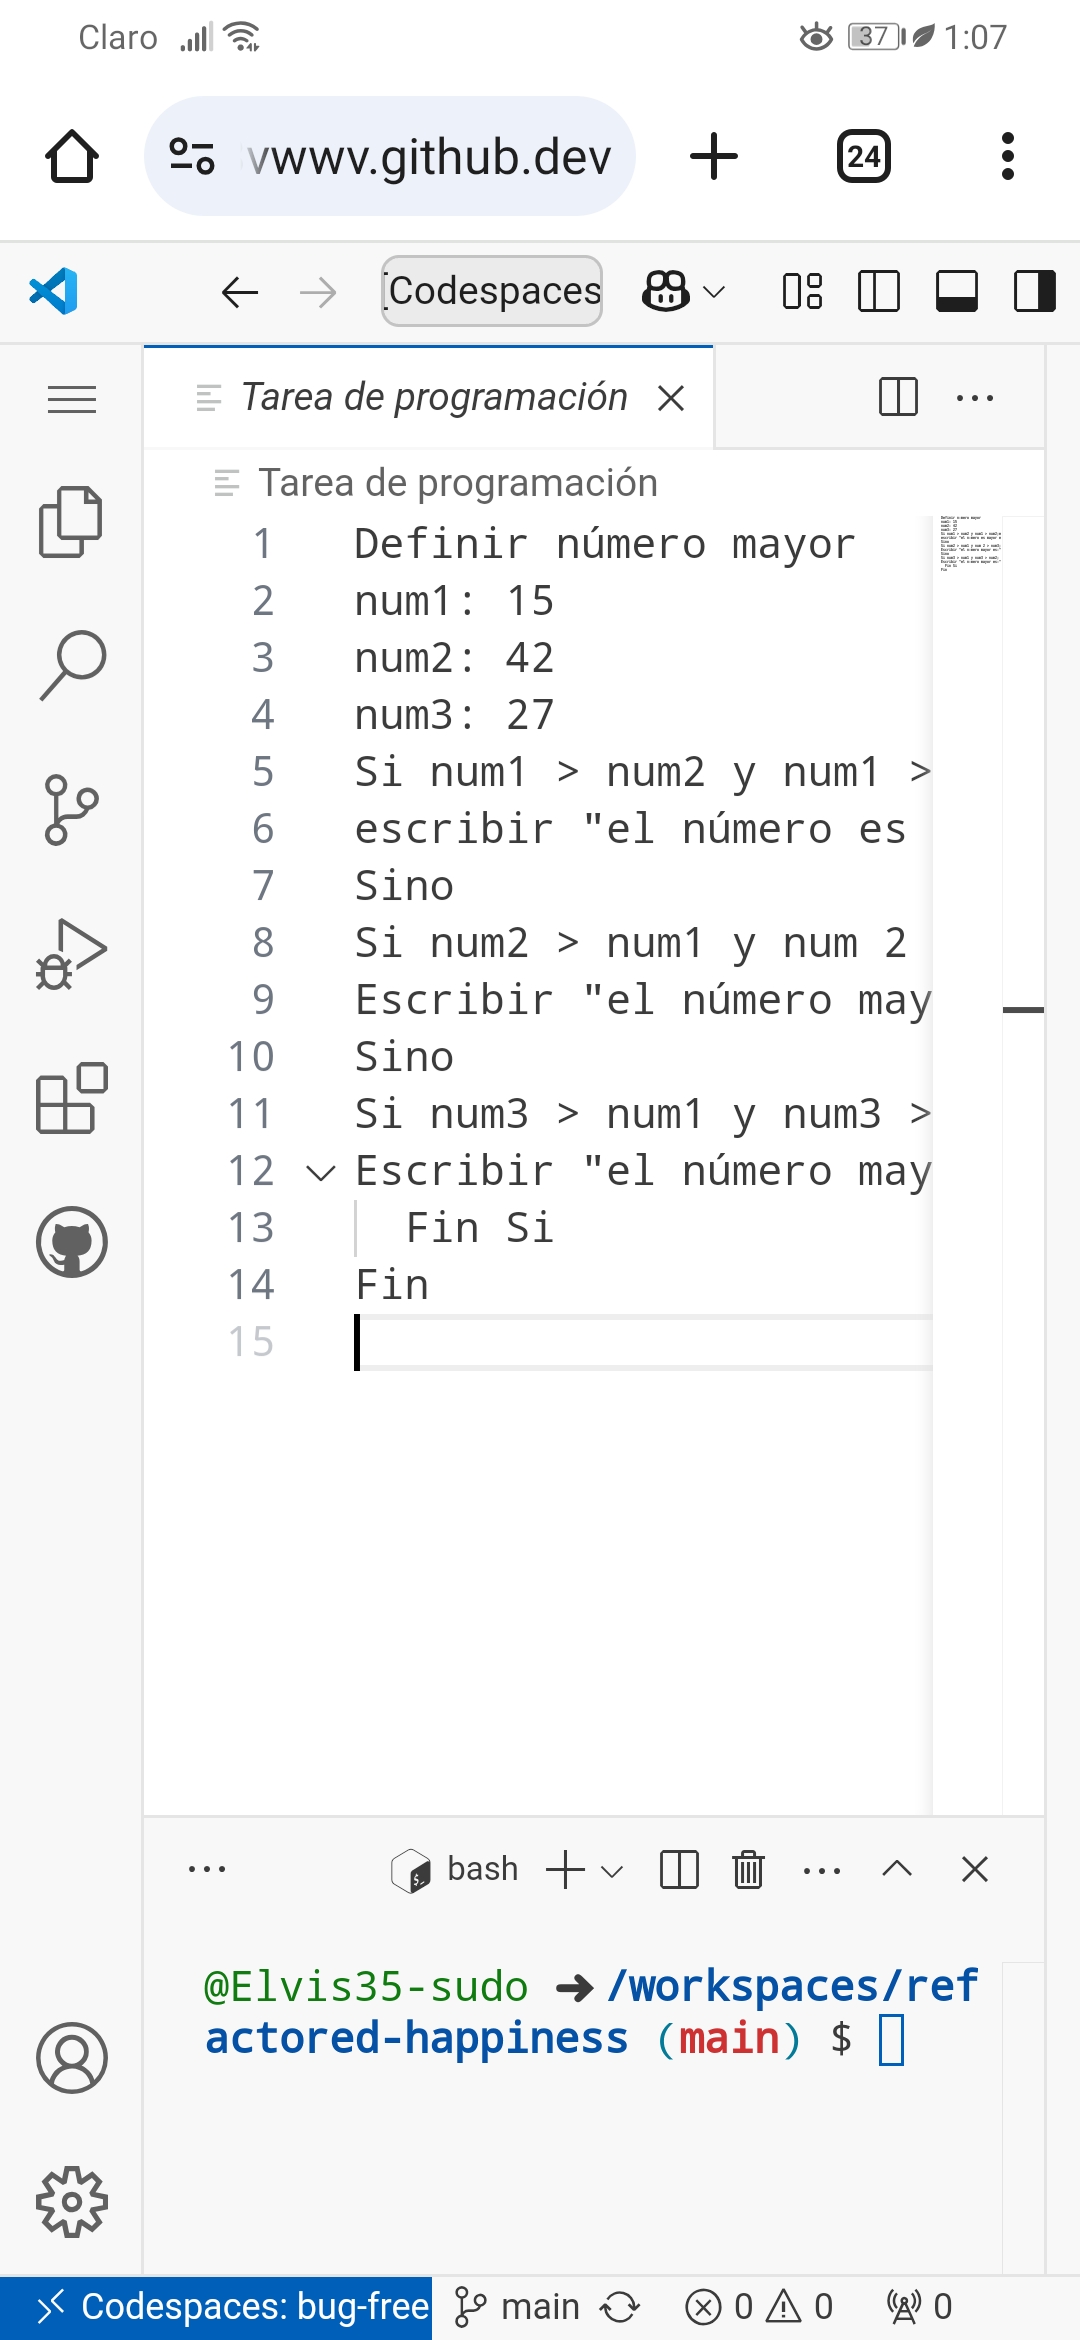 Claro 37 1:07
vwwv.github.dev 24
Codespaces
Tarea de programación
Tarea de programación
1 Definir número mayor
2 num1: 15
3 num2: 42
4 num3: 27
5 Si num1 > num2 y num1 >
6 escribir "el número es
7 Sino
8 Si num2 > num1 y num 2
9 Escribir "el número may
10 Sino
11 Si num3 > num1 y num3 >
12 Escribir "el número may
13 Fin Si
14 Fin
15
bash
@Elvis35-sudo ➜ /workspaces/ref
actored-happiness (main) $
Codespaces: bug-free main 0 0 0